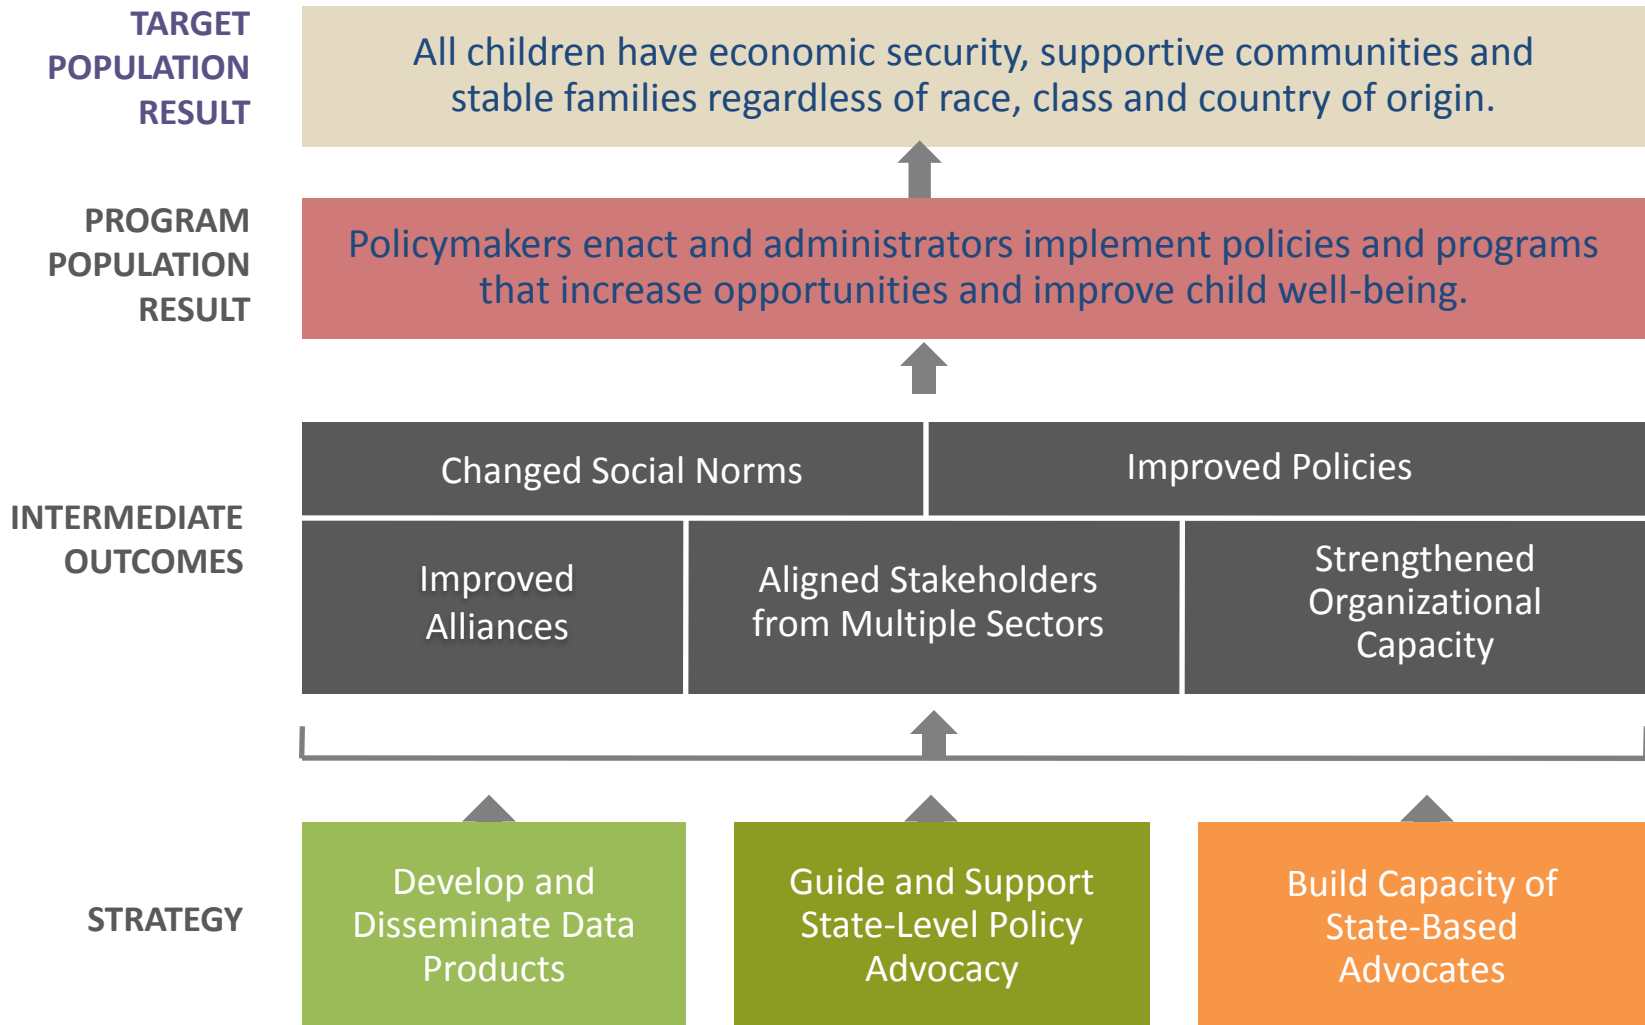 TARGET
POPULATION
RESULT
All children have economic security, supportive communities and
stable families regardless of race, class and country of origin.
PROGRAM
POPULATION
RESULT
Policymakers enact and administrators implement policies and programs
that increase opportunities and improve child well-being.
INTERMEDIATE
OUTCOMES
Changed Social Norms
Improved Policies
Improved
Alliances
Aligned Stakeholders
from Multiple Sectors
Strengthened
Organizational
Capacity
STRATEGY
Develop and
Disseminate Data
Products
Guide and Support
State-Level Policy
Advocacy
Build Capacity of
State-Based
Advocates